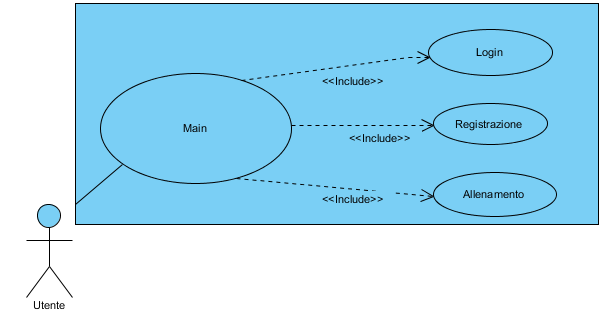 Login
<<Include>>
Main
Registrazione
<<Include>>
Allenamento
<<Include>>
Utente